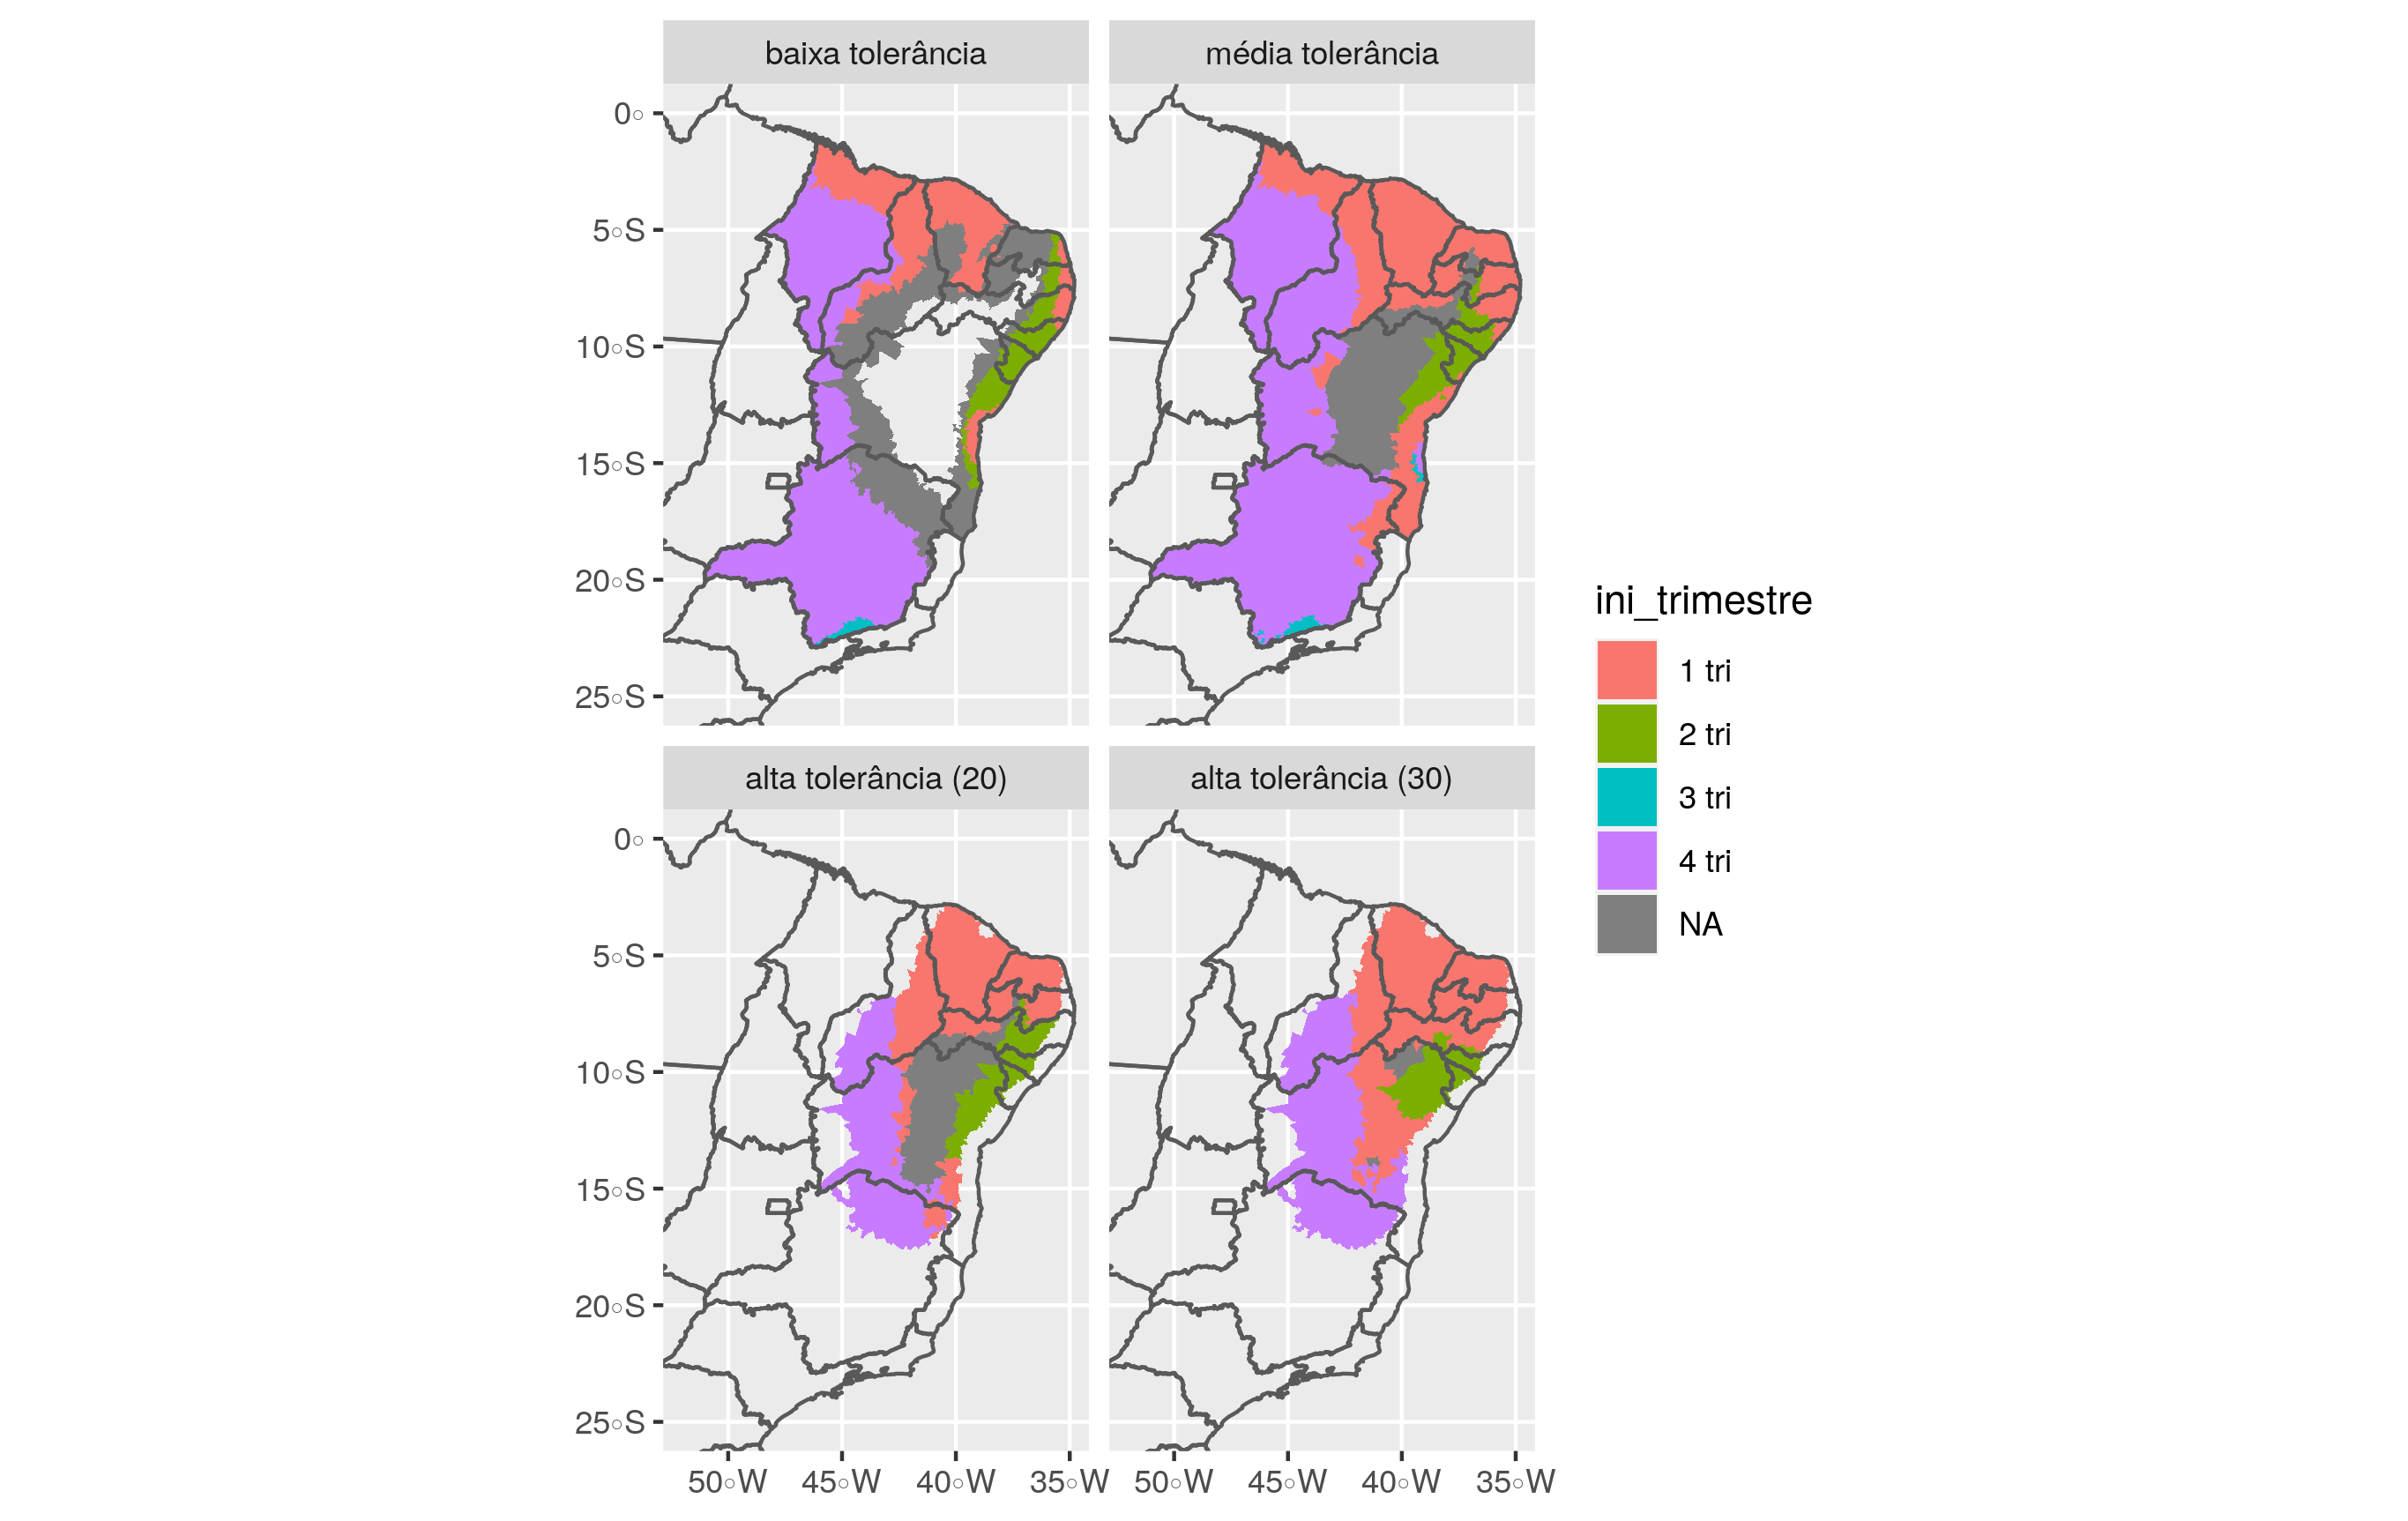 baixa tolerância
média tolerância
0◦
5◦S
10◦S
15◦S
20◦S
25◦S
alta tolerância (20)
alta tolerância (30)
0◦
5◦S
10◦S
15◦S
20◦S
25◦S
50◦W 45◦W 40◦W 35◦W 50◦W 45◦W 40◦W 35◦W
ini_trimestre
1 tri
2 tri
3 tri
4 tri
NA